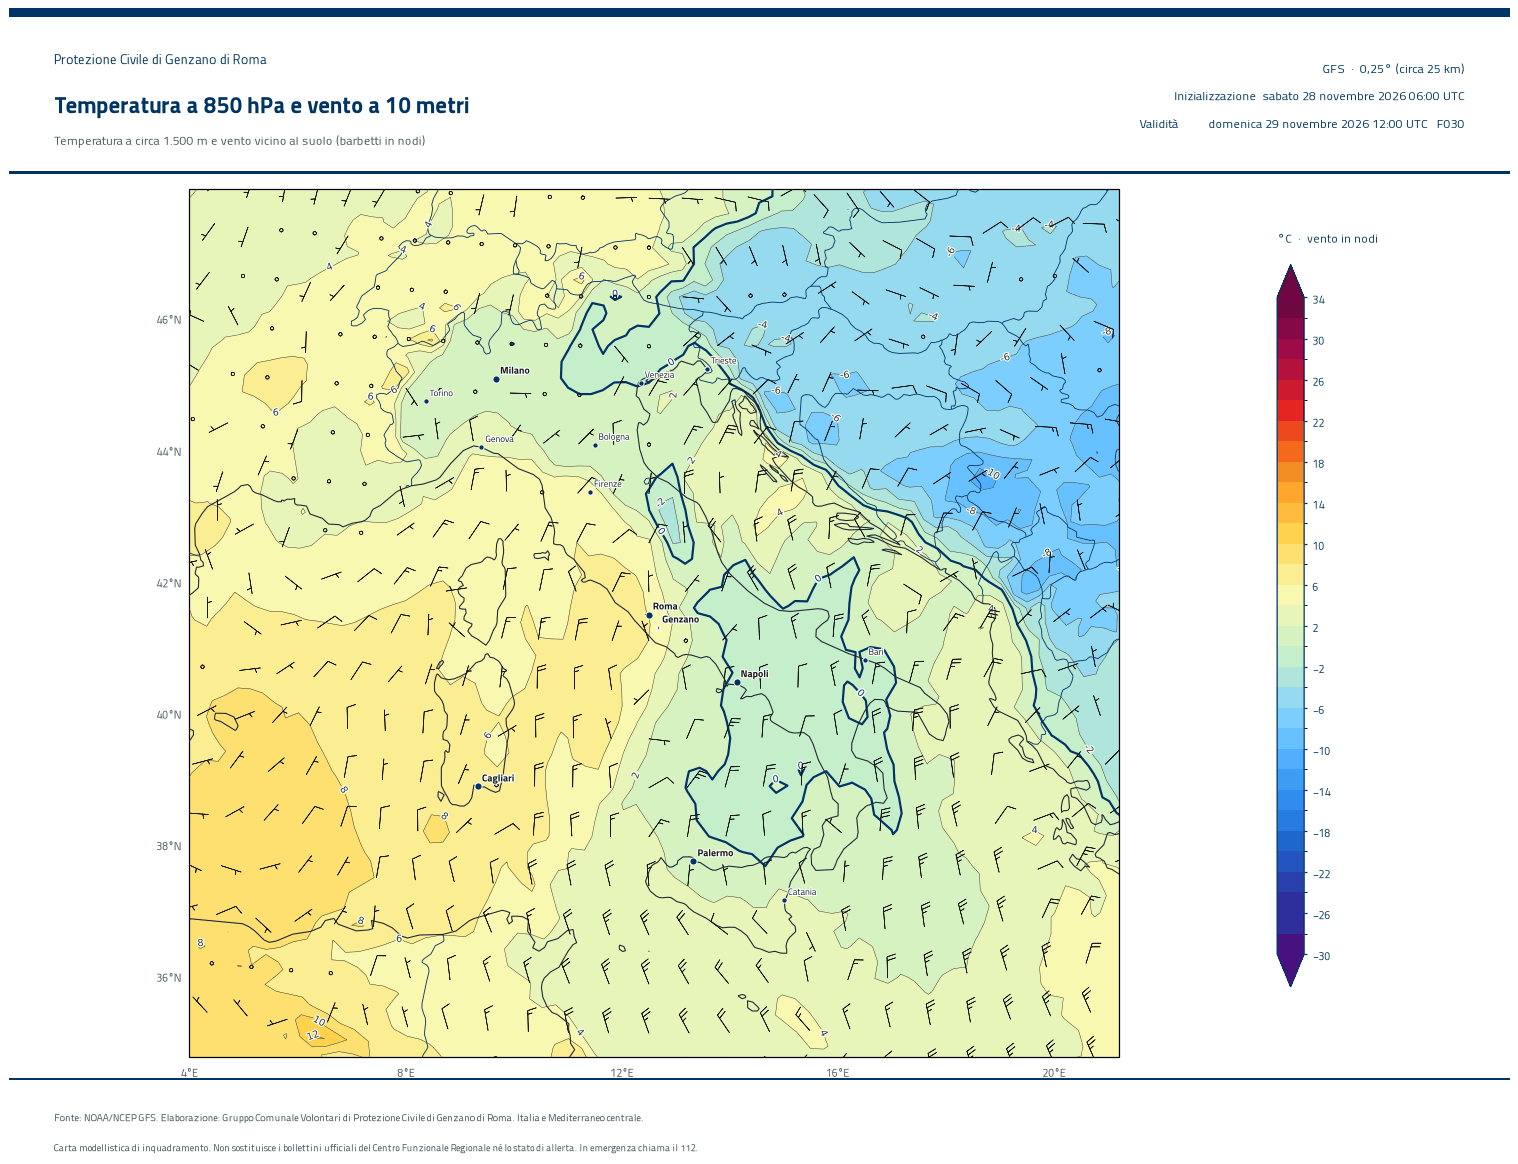 Protezione Civile di Genzano di Roma
Temperatura a 850 hPa e vento a 10 metri
Temperatura a circa 1.500 m e vento vicino al suolo (barbetti in nodi)
GFS · 0,25° (circa 25 km)
Inizializzazione sabato 28 novembre 2026 06:00 UTC
Validità domenica 29 novembre 2026 12:00 UTC F030
°C · vento in nodi
34
30
26
22
18
14
10
6
2
−2
−6
−10
−14
−18
−22
−26
−30
46°N
44°N
42°N
40°N
38°N
36°N
4°E
8°E
12°E
16°E
20°E
Milano
Torino
Venezia
Trieste
Genova
Bologna
Firenze
Roma
Genzano
Napoli
Bari
Cagliari
Palermo
Catania
Fonte: NOAA/NCEP GFS. Elaborazione: Gruppo Comunale Volontari di Protezione Civile di Genzano di Roma. Italia e Mediterraneo centrale.
Carta modellistica di inquadramento. Non sostituisce i bollettini ufficiali del Centro Funzionale Regionale né lo stato di allerta. In emergenza chiama il 112.